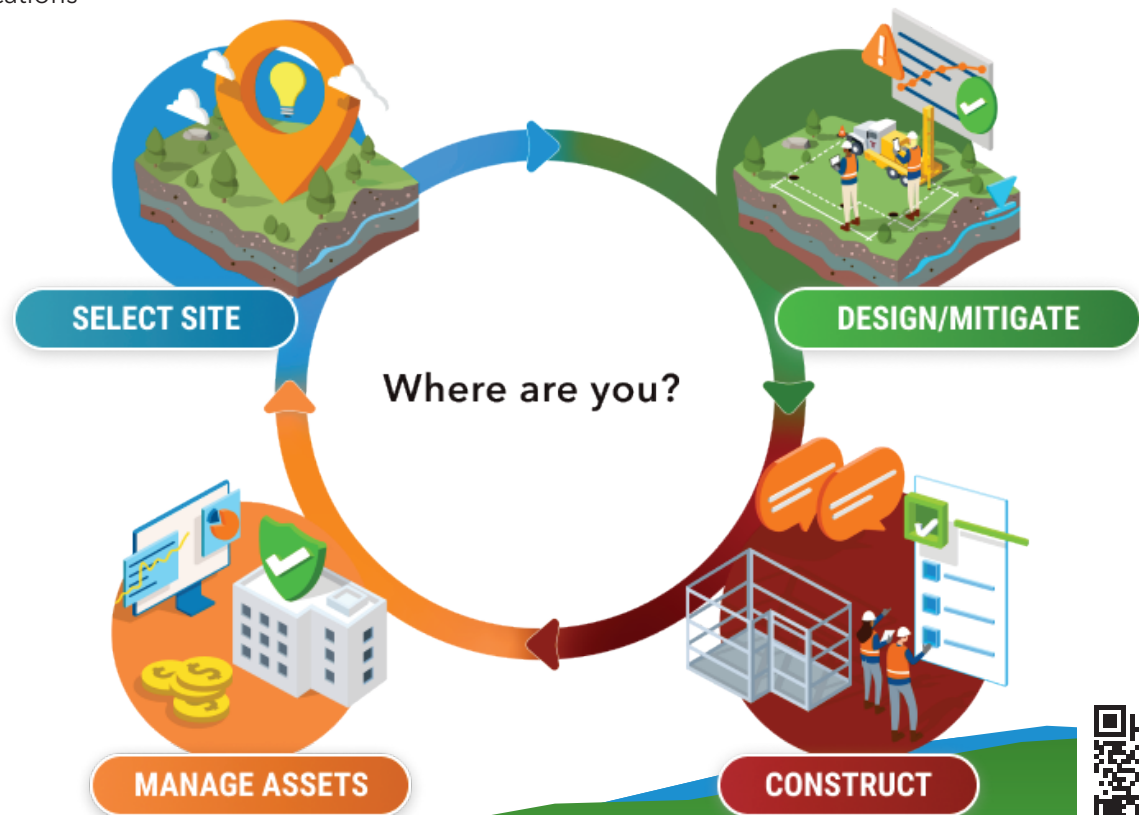 SELECT SITE
DESIGN/MITIGATE
Where are you?
MANAGE ASSETS
CONSTRUCT